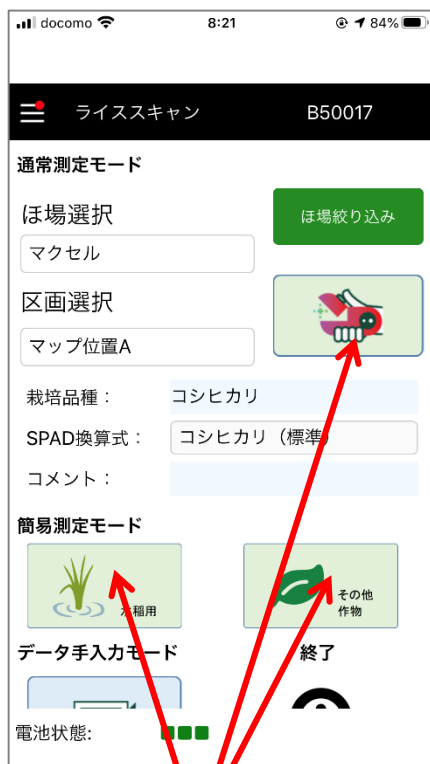 docomo 8:21 84%
ライススキャン B50017
通常測定モード
ほ場選択
ほ場絞り込み
マクセル
区画選択
マップ位置A
栽培品種： コシヒカリ
SPAD換算式： コシヒカリ（標準）
コメント：
簡易測定モード
水稲用
その他
作物
データ手入力モード 終了
電池状態: